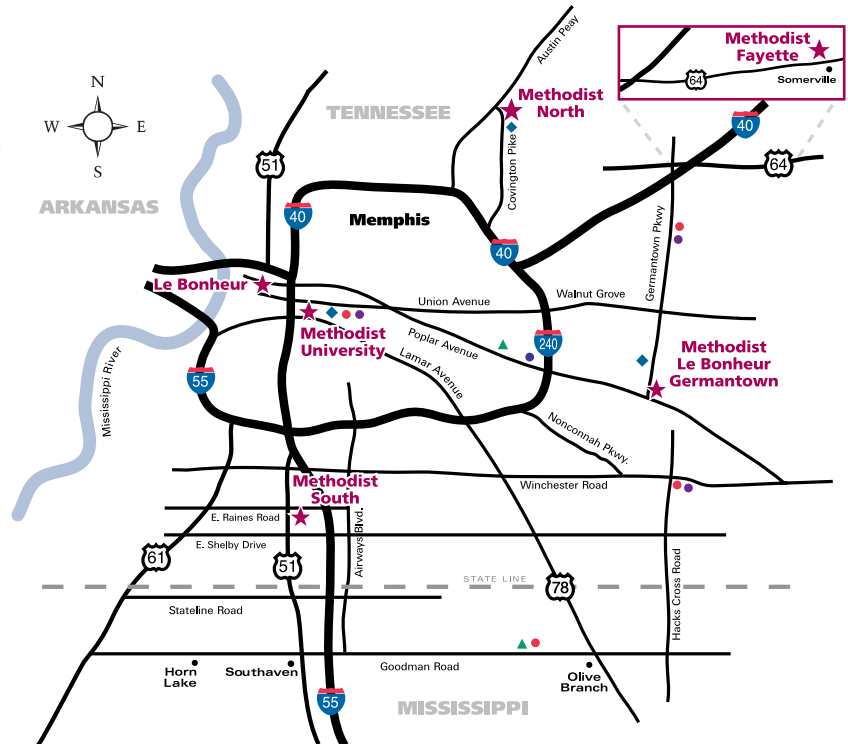 Methodist
Fayette
64
Somerville
Austin Peay
N
W
E
S
TENNESSEE
Methodist
North
40
51
Covington Pike
64
ARKANSAS
40
Memphis
40
Germantown Pkwy
Le Bonheur
Union Avenue
Walnut Grove
Methodist
University
Poplar Avenue
240
Methodist
Le Bonheur
Germantown
Lamar Avenue
55
Mississippi River
Nonconnah Pkwy.
Methodist
South
Winchester Road
E. Raines Road
Airways Blvd.
E. Shelby Drive
61
51
Hacks Cross Road
STATE LINE
78
Stateline Road
Goodman Road
Horn
Lake
Southaven
Olive
Branch
55
MISSISSIPPI